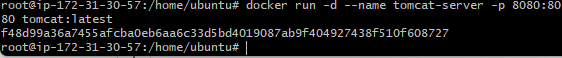 root@ip-172-31-30-57:/home/ubuntu# docker run -d --name tomcat-server -p 8080:80
80 tomcat:latest
f48d99a36a7455afcba0eb6aa6c33d5bd4019087ab9f404927438f510f608727
root@ip-172-31-30-57:/home/ubuntu#